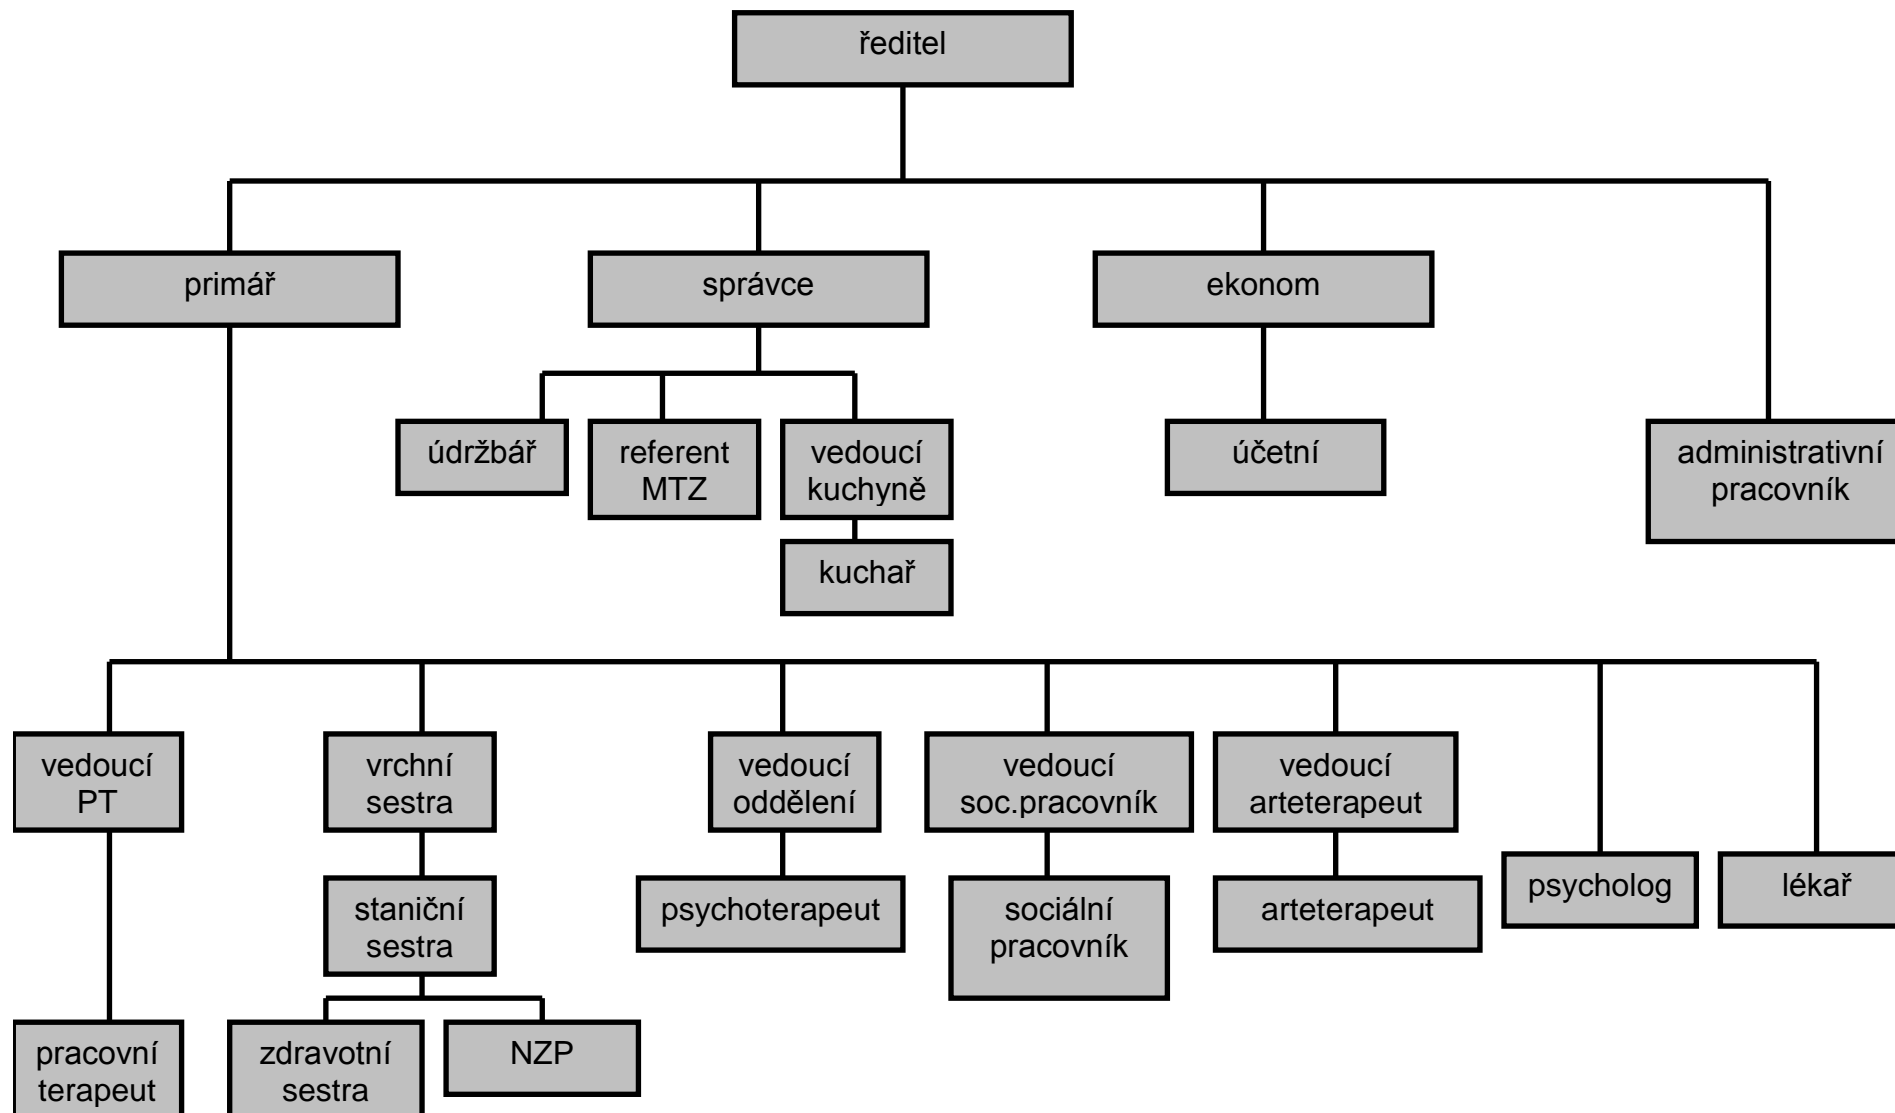 ředitel
primář
správce
ekonom
údržbář
referent
MTZ
vedoucí
kuchyně
účetní
administrativní
pracovník
kuchař
vedoucí
PT
vrchní
sestra
vedoucí
oddělení
vedoucí
soc.pracovník
vedoucí
arteterapeut
psycholog
lékař
staniční
sestra
psychoterapeut
sociální
pracovník
arteterapeut
pracovní
terapeut
zdravotní
sestra
NZP